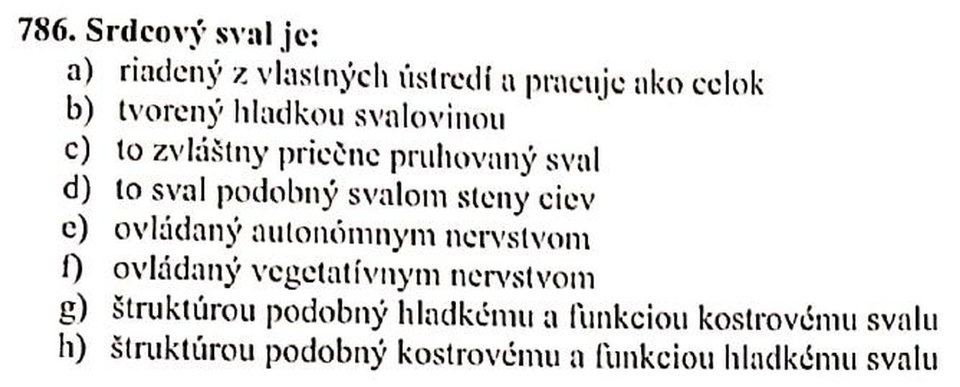 786. Srdcový sval je:
a) riadený z vlastných ústredí a pracuje ako celok
b) tvorený hladkou svalovinou
c) to zvláštny priečne pruhovaný sval
d) to sval podobný svalom steny ciev
e) ovládaný autonómnym nervstvom
f) ovládaný vegetatívnym nervstvom
g) štruktúrou podobný hladkému a funkciou kostrovému svalu
h) štruktúrou podobný kostrovému a funkciou hladkému svalu